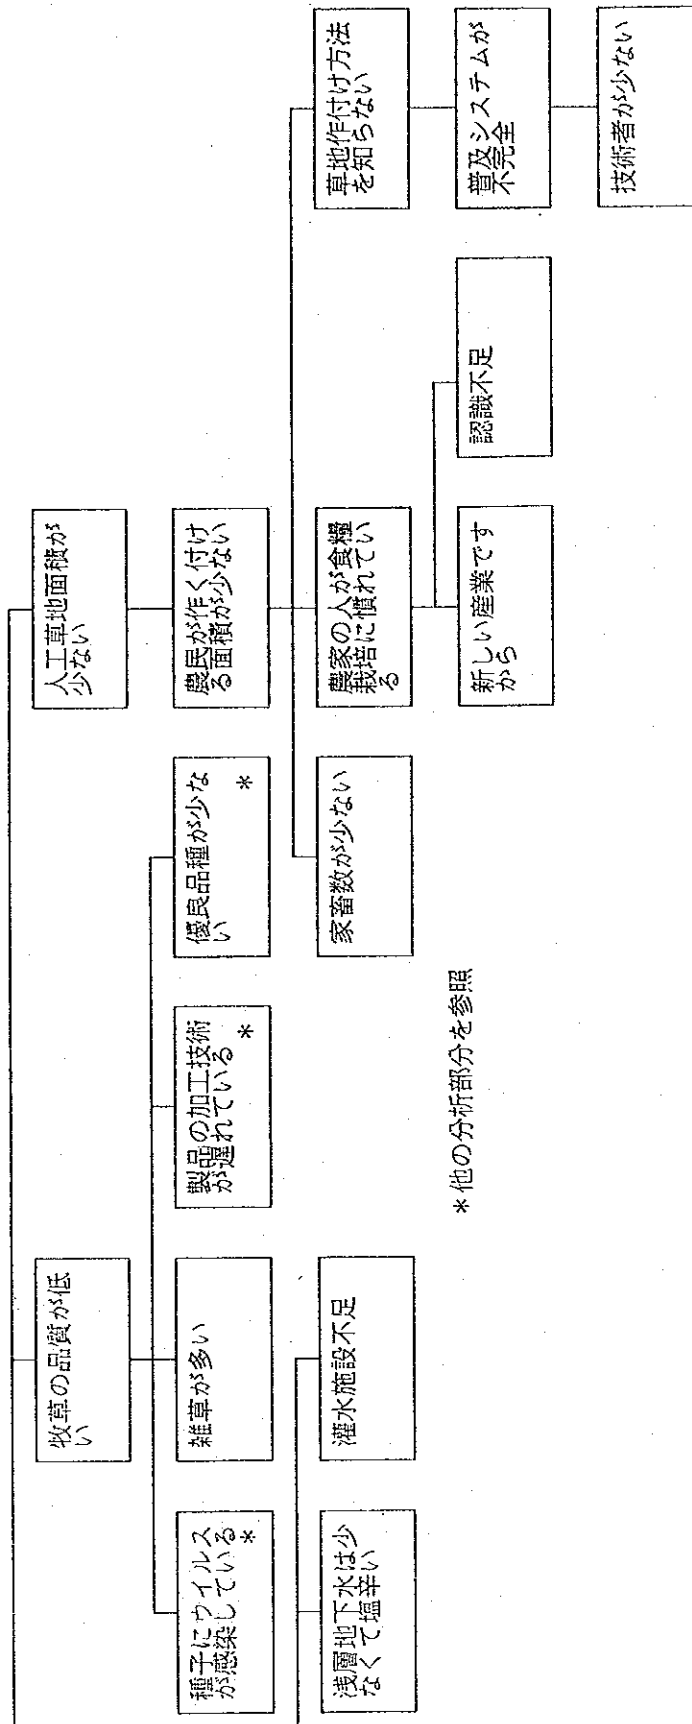 牧草の品質が低
い
人工草地面積が
少ない
種子にウイルス
が感染している
*
雑草が多い
製品の加工技術
が遅れている
*
優良品種が少な
い
*
農民が作く付け
る面積が少ない
浅層地下水は少
なくて塩辛い
灌水施設不足
家畜数が少ない
農家の人が食糧
栽培に慣れてい
る
草地作付け方法
を知らない
新しい産業です
から
認識不足
普及システムが
不完全
技術者が少ない
*他の分析部分を参照